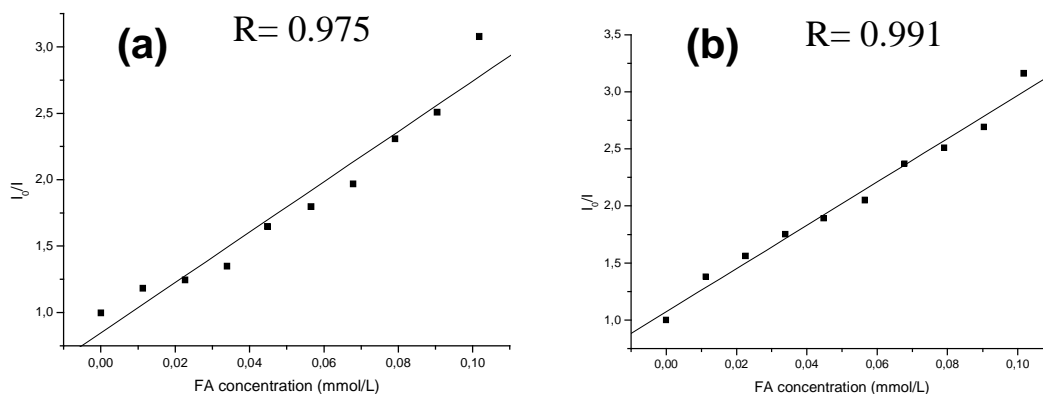 (a)
R= 0.975
3,0
2,5
2,0
1,5
1,0
I₀/I
0,00 0,02 0,04 0,06 0,08 0,10
FA concentration (mmol/L)
(b)
R= 0.991
3,5
3,0
2,5
2,0
1,5
1,0
I₀/I
0,00 0,02 0,04 0,06 0,08 0,10
FA concentration (mmol/L)